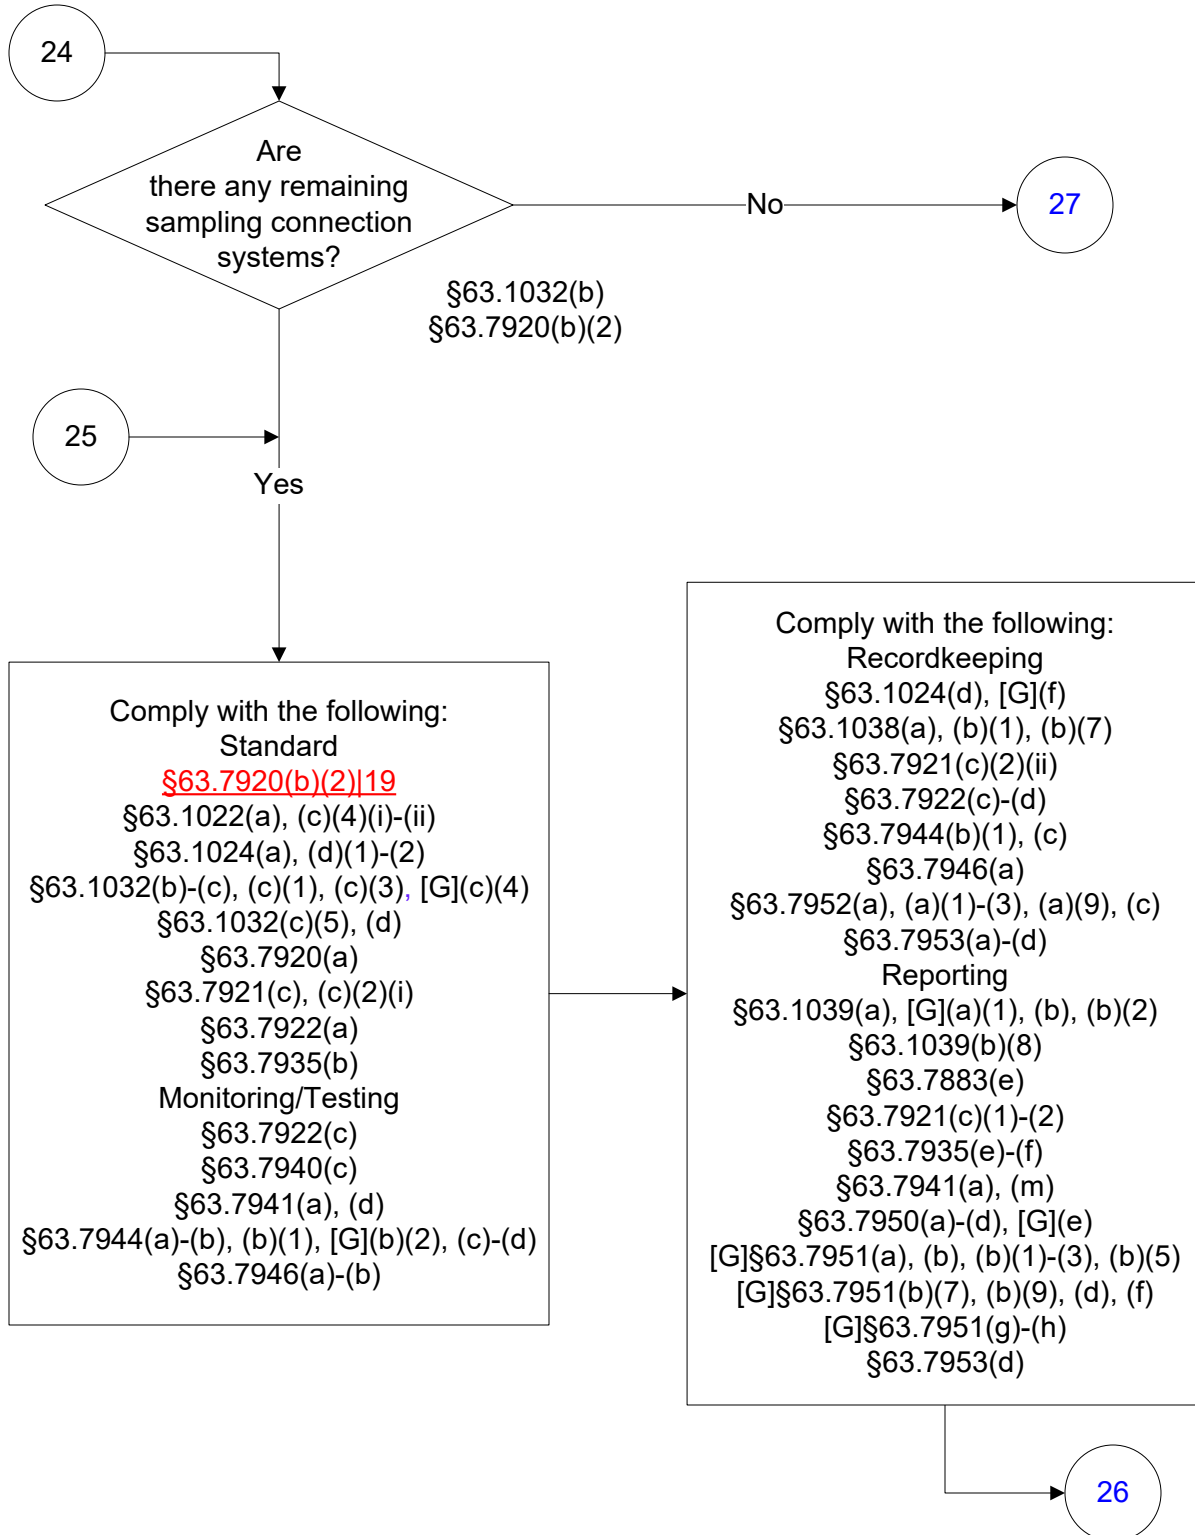 24
Are
there any remaining
sampling connection
systems?
No
27
§63.1032(b)
§63.7920(b)(2)
25
Yes
Comply with the following:
Standard
§63.7920(b)(2)|19
§63.1022(a), (c)(4)(i)-(ii)
§63.1024(a), (d)(1)-(2)
§63.1032(b)-(c), (c)(1), (c)(3), [G](c)(4)
§63.1032(c)(5), (d)
§63.7920(a)
§63.7921(c), (c)(2)(i)
§63.7922(a)
§63.7935(b)
Monitoring/Testing
§63.7922(c)
§63.7940(c)
§63.7941(a), (d)
§63.7944(a)-(b), (b)(1), [G](b)(2), (c)-(d)
§63.7946(a)-(b)
Comply with the following:
Recordkeeping
§63.1024(d), [G](f)
§63.1038(a), (b)(1), (b)(7)
§63.7921(c)(2)(ii)
§63.7922(c)-(d)
§63.7944(b)(1), (c)
§63.7946(a)
§63.7952(a), (a)(1)-(3), (a)(9), (c)
§63.7953(a)-(d)
Reporting
§63.1039(a), [G](a)(1), (b), (b)(2)
§63.1039(b)(8)
§63.7883(e)
§63.7921(c)(1)-(2)
§63.7935(e)-(f)
§63.7941(a), (m)
§63.7950(a)-(d), [G](e)
[G]§63.7951(a), (b), (b)(1)-(3), (b)(5)
[G]§63.7951(b)(7), (b)(9), (d), (f)
[G]§63.7951(g)-(h)
§63.7953(d)
26